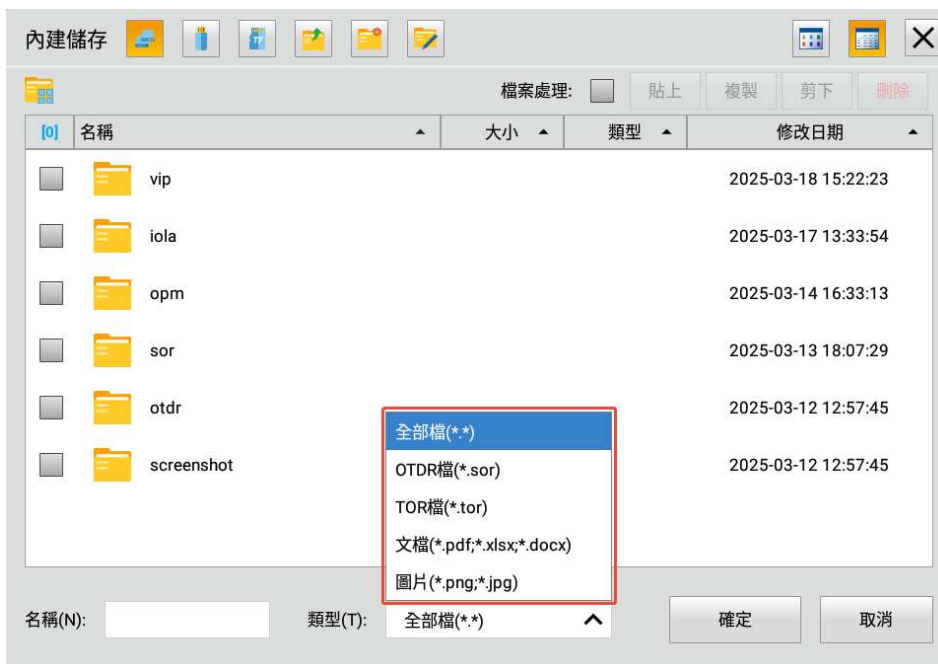 內建儲存 TF
檔案處理: 貼上 複製 剪下 刪除
[0] 名稱 大小 類型 修改日期
vip 2025-03-18 15:22:23
iola 2025-03-17 13:33:54
opm 2025-03-14 16:33:13
sor 2025-03-13 18:07:29
otdr 2025-03-12 12:57:45
全部檔(*.*)
screenshot 2025-03-12 12:57:45
OTDR檔(*.sor)
TOR檔(*.tor)
文檔(*.pdf;*.xlsx;*.docx)
圖片(*.png;*.jpg)
名稱(N): 類型(T): 全部檔(*.*) 確定 取消